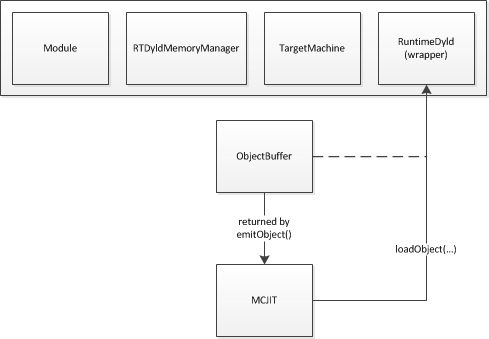 Module
RTDyldMemoryManager
TargetMachine
RuntimeDyld
(wrapper)
ObjectBuffer
returned by
emitObject()
loadObject(...)
MCJIT